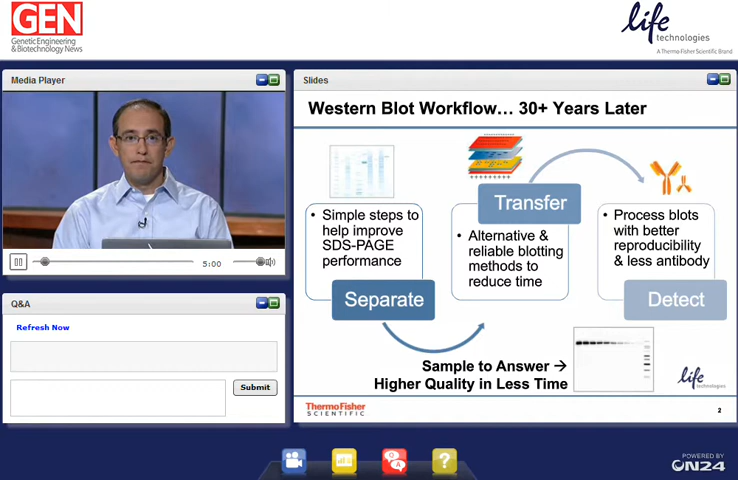 GEN
Genetic Engineering
& Biotechnology News
life
technologies
A Thermo Fisher Scientific Brand
Media Player
5:00
Q&A
Refresh Now
Submit
Slides
Western Blot Workflow... 30+ Years Later
• Simple steps to
help improve
SDS-PAGE
performance
Separate
Transfer
• Alternative &
reliable blotting
methods to
reduce time
• Process blots
with better
reproducibility
& less antibody
Detect
Sample to Answer →
Higher Quality in Less Time
life
technologies
ThermoFisher
SCIENTIFIC
2
Q
A
?
POWERED BY
ON24